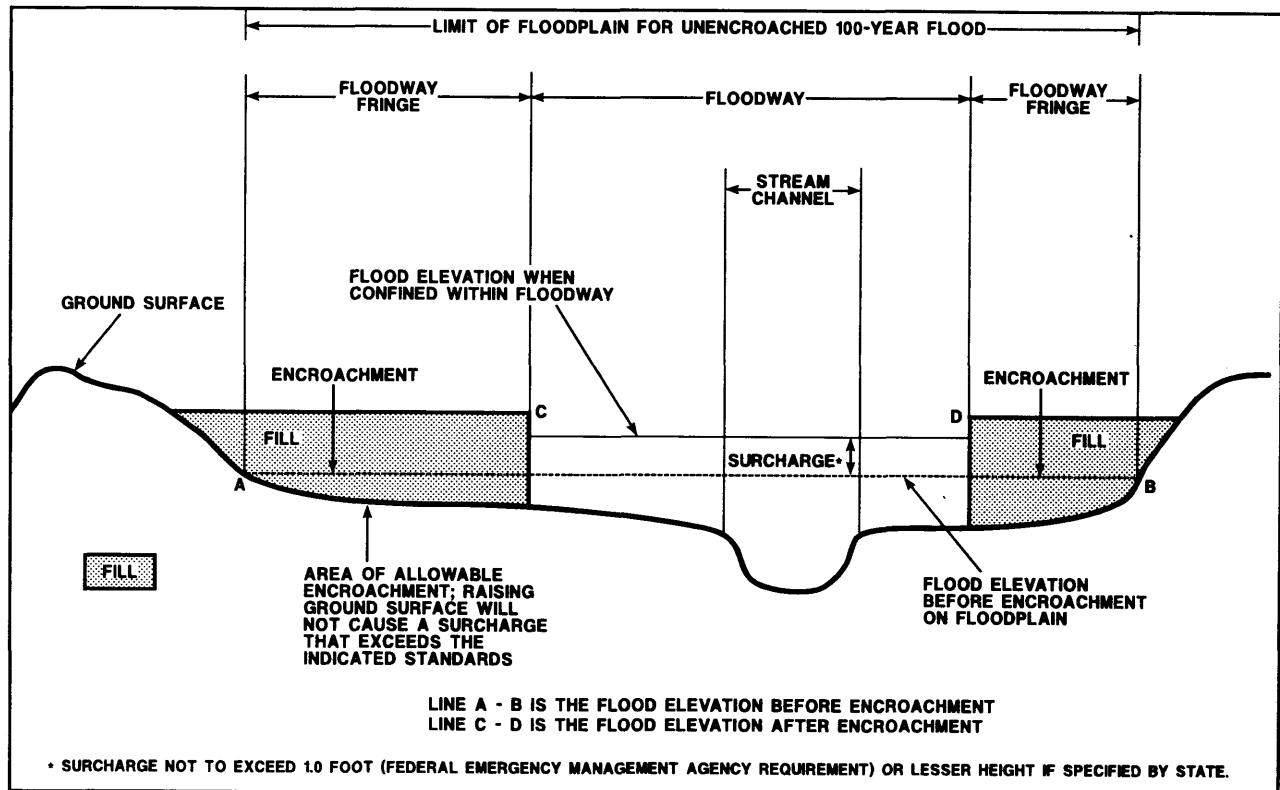 LIMIT OF FLOODPLAIN FOR UNENCROACHED 100-YEAR FLOOD
FLOODWAY
FRINGE
FLOODWAY
FLOODWAY
FRINGE
STREAM
CHANNEL
FLOOD ELEVATION WHEN
CONFINED WITHIN FLOODWAY
GROUND SURFACE
ENCROACHMENT
ENCROACHMENT
C
D
FILL
FILL
SURCHARGE*
A
B
FILL
AREA OF ALLOWABLE
ENCROACHMENT; RAISING
GROUND SURFACE WILL
NOT CAUSE A SURCHARGE
THAT EXCEEDS THE
INDICATED STANDARDS
FLOOD ELEVATION
BEFORE ENCROACHMENT
ON FLOODPLAIN
LINE A - B IS THE FLOOD ELEVATION BEFORE ENCROACHMENT
LINE C - D IS THE FLOOD ELEVATION AFTER ENCROACHMENT
* SURCHARGE NOT TO EXCEED 1.0 FOOT (FEDERAL EMERGENCY MANAGEMENT AGENCY REQUIREMENT) OR LESSER HEIGHT IF SPECIFIED BY STATE.